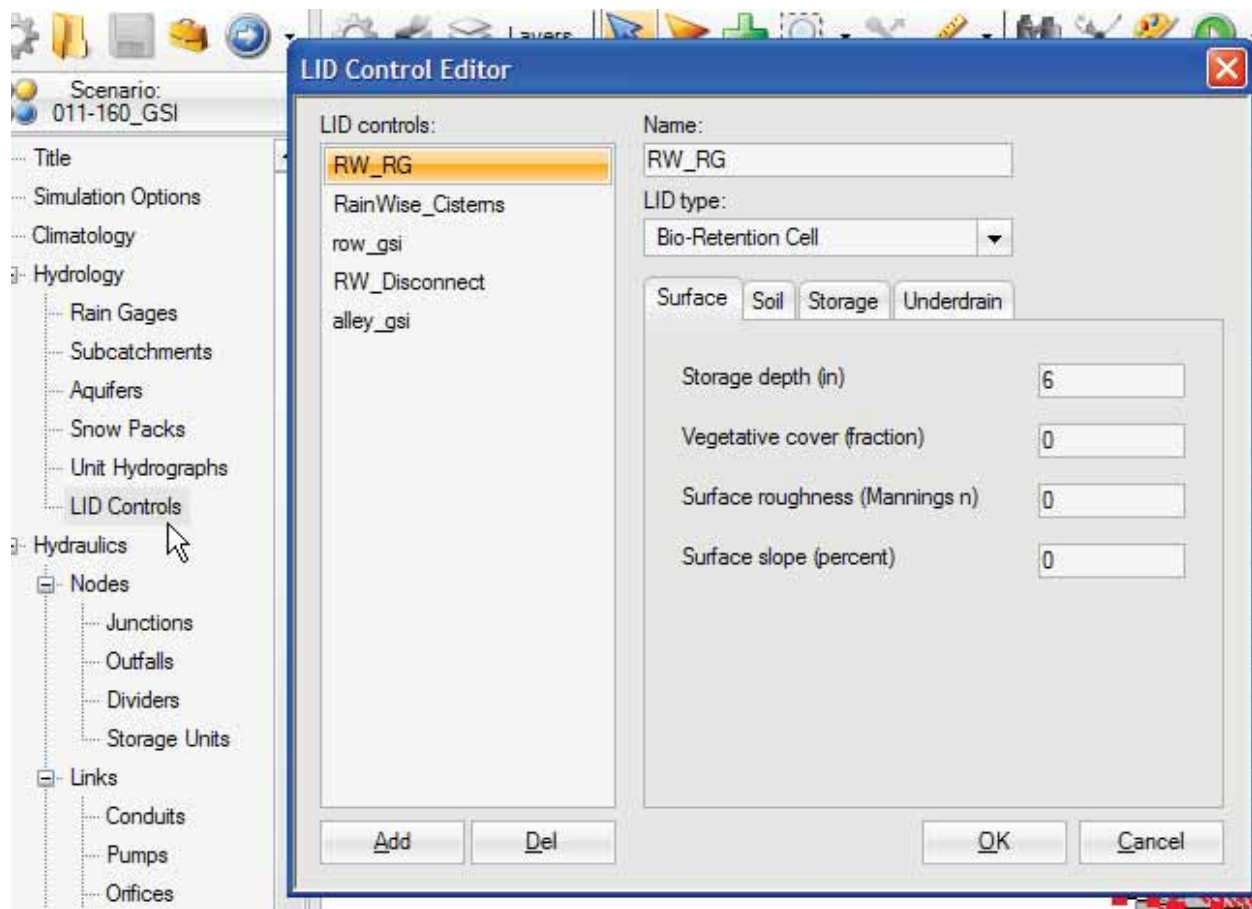 Layers
Scenario:
011-160_GSI
Title
Simulation Options
Climatology
Hydrology
Rain Gages
Subcatchments
Aquifers
Snow Packs
Unit Hydrographs
LID Controls
Hydraulics
Nodes
Junctions
Outfalls
Dividers
Storage Units
Links
Conduits
Pumps
Orifices
LID Control Editor
LID controls:
RW_RG
RainWise_Cisterns
row_gsi
RW_Disconnect
alley_gsi
Add Del
Name:
RW_RG
LID type:
Bio-Retention Cell
Surface Soil Storage Underdrain
Storage depth (in) 6
Vegetative cover (fraction) 0
Surface roughness (Mannings n) 0
Surface slope (percent) 0
OK Cancel